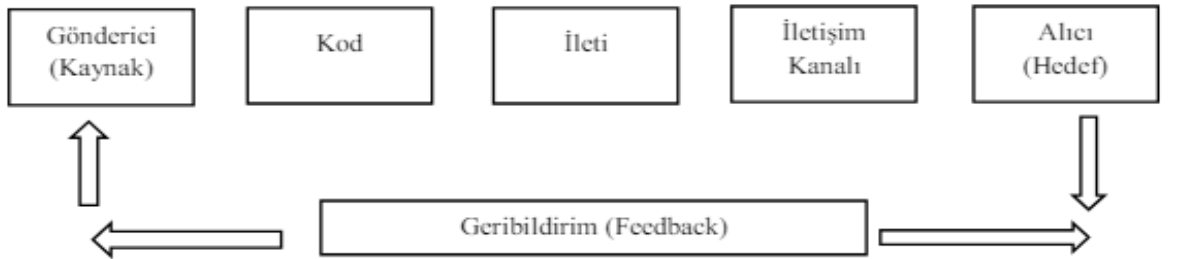 Gönderici
(Kaynak)
Kod
İleti
İletişim
Kanalı
Alıcı
(Hedef)
Geribildirim (Feedback)